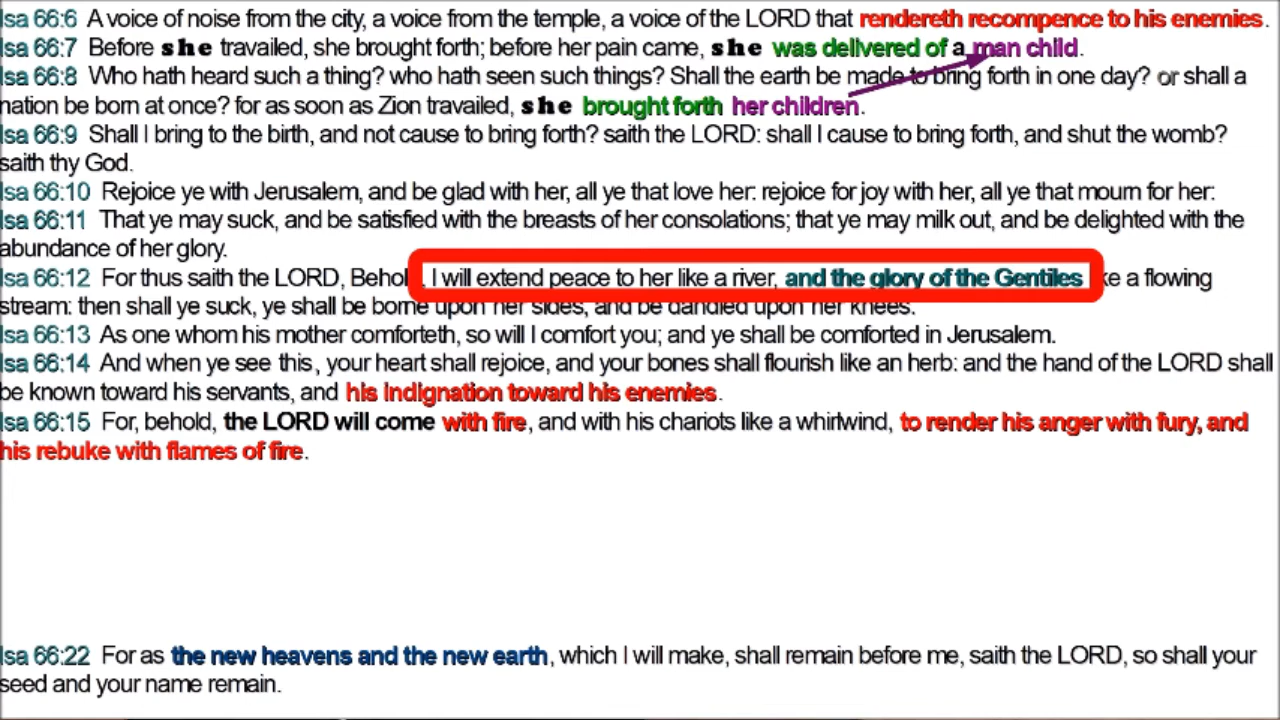 Isa 66:6 A voice of noise from the city, a voice from the temple, a voice of the LORD that rendereth recompence to his enemies.
Isa 66:7 Before she travailed, she brought forth; before her pain came, she was delivered of a man child.
Isa 66:8 Who hath heard such a thing? who hath seen such things? Shall the earth be made to bring forth in one day? or shall a
nation be born at once? for as soon as Zion travailed, she brought forth her children.
Isa 66:9 Shall I bring to the birth, and not cause to bring forth? saith the LORD: shall I cause to bring forth, and shut the womb?
saith thy God.
Isa 66:10 Rejoice ye with Jerusalem, and be glad with her, all ye that love her: rejoice for joy with her, all ye that mourn for her:
Isa 66:11 That ye may suck, and be satisfied with the breasts of her consolations; that ye may milk out, and be delighted with the
abundance of her glory.
Isa 66:12 For thus saith the LORD, Behol I will extend peace to her like a river, and the glory of the Gentiles ke a flowing
stream: then shall ye suck, ye shall be borne upon her sides, and be dandled upon her knees.
Isa 66:13 As one whom his mother comforteth, so will I comfort you; and ye shall be comforted in Jerusalem.
Isa 66:14 And when ye see this, your heart shall rejoice, and your bones shall flourish like an herb: and the hand of the LORD shall
be known toward his servants, and his indignation toward his enemies.
Isa 66:15 For, behold, the LORD will come with fire, and with his chariots like a whirlwind, to render his anger with fury, and
his rebuke with flames of fire.
Isa 66:22 For as the new heavens and the new earth, which I will make, shall remain before me, saith the LORD, so shall your
seed and your name remain.